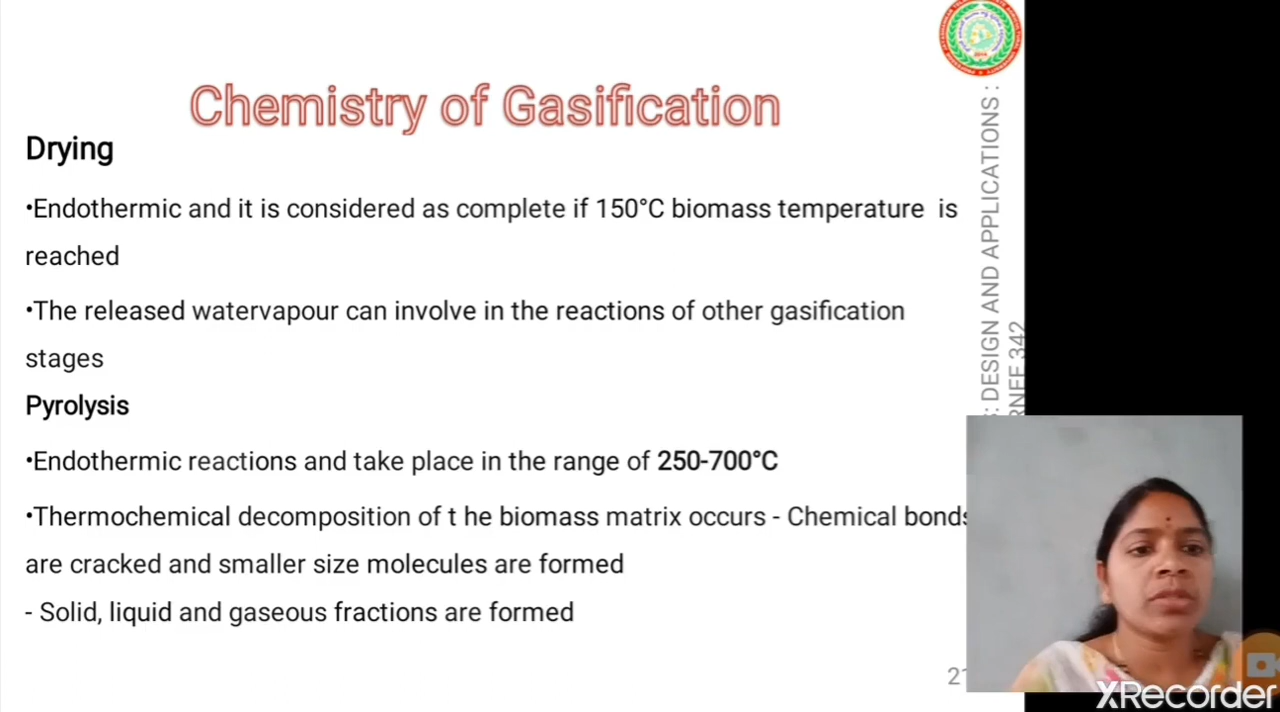 Chemistry of Gasification
Drying
•Endothermic and it is considered as complete if 150°C biomass temperature is
reached
•The released watervapour can involve in the reactions of other gasification
stages
Pyrolysis
•Endothermic reactions and take place in the range of 250-700°C
•Thermochemical decomposition of t he biomass matrix occurs - Chemical bonds
are cracked and smaller size molecules are formed
- Solid, liquid and gaseous fractions are formed
: DESIGN AND APPLICATIONS :
342
XRecorder